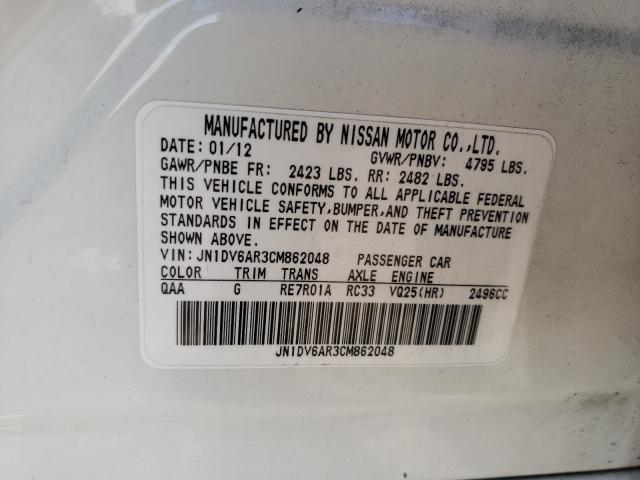 MANUFACTURED BY NISSAN MOTOR CO.,LTD.
DATE: 01/12 GVWR/PNBV: 4795 LBS.
GAWR/PNBE FR: 2423 LBS. RR: 2482 LBS.
THIS VEHICLE CONFORMS TO ALL APPLICABLE FEDERAL
MOTOR VEHICLE SAFETY,BUMPER,AND THEFT PREVENTION
STANDARDS IN EFFECT ON THE DATE OF MANUFACTURE
SHOWN ABOVE.
VIN:JN1DV6AR3CM862048 PASSENGER CAR
COLOR TRIM TRANS AXLE ENGINE
QAA G RE7R01A RC33 VQ25(HR) 2496CC
JN1DV6AR3CM862048